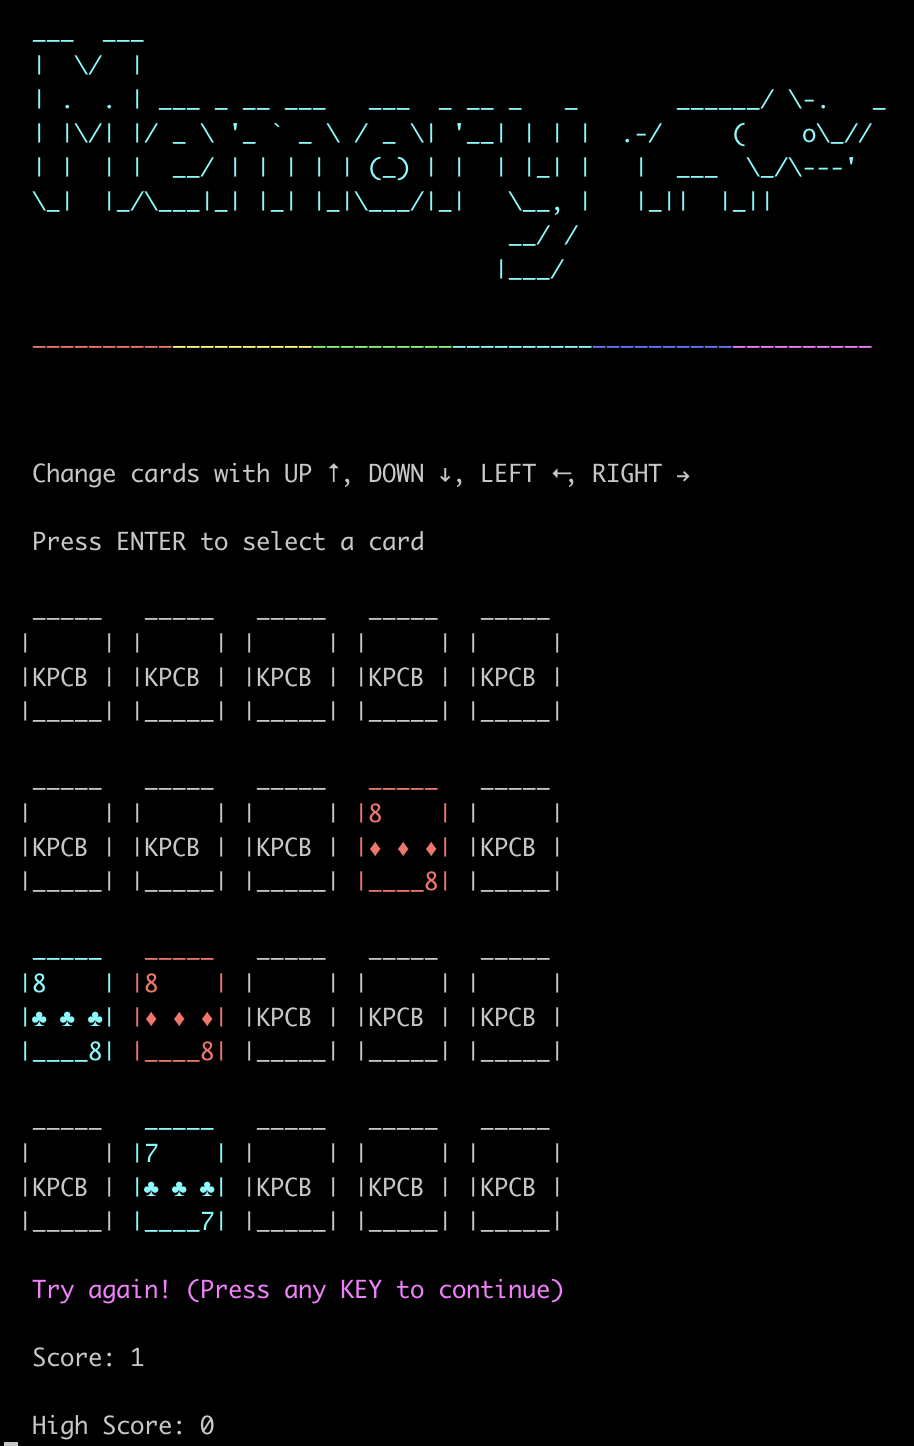 Memory
Change cards with UP ↑, DOWN ↓, LEFT ←, RIGHT →
Press ENTER to select a card
KPCB KPCB KPCB KPCB KPCB
8
KPCB KPCB KPCB ♦ ♦ ♦ KPCB
8
8 8
♣ ♣ ♣ ♦ ♦ ♦ KPCB KPCB KPCB
8 8
7
KPCB ♣ ♣ ♣ KPCB KPCB KPCB
7
Try again! (Press any KEY to continue)
Score: 1
High Score: 0